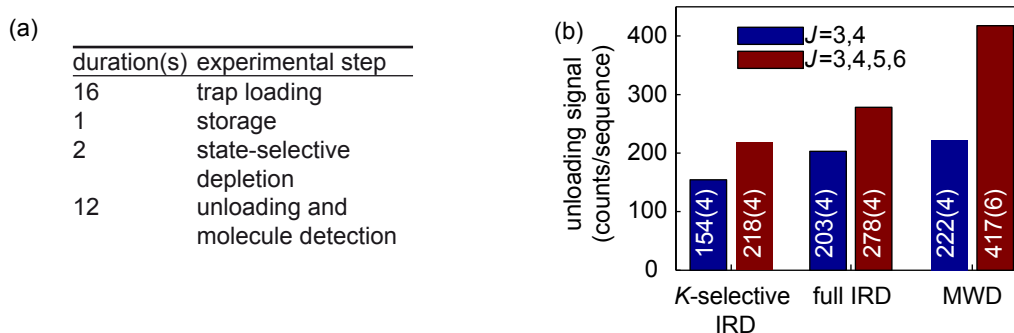 (a)
duration(s) experimental step
16 trap loading
1 storage
2 state-selective
depletion
12 unloading and
molecule detection
(b)
unloading signal
(counts/sequence)
400
300
200
100
0
J=3,4
J=3,4,5,6
154(4)
218(4)
203(4)
278(4)
222(4)
417(6)
K-selective
IRD
full IRD
MWD